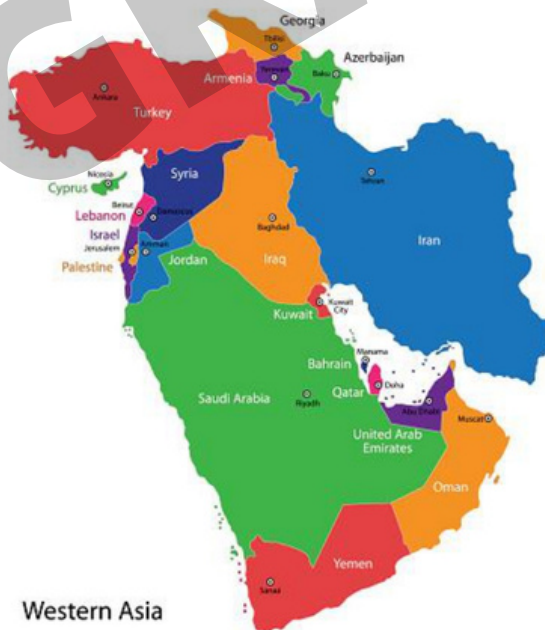 Georgia
Tbilisi
Azerbaijan
Armenia
Yerevan
Baku
Ankara
Turkey
Tehran
Syria
Nicosia
Cyprus
Beirut
Lebanon
Damascus
Baghdad
Iran
Israel
Amman
Jerusalem
Palestine
Jordan
Iraq
Kuwait
Kuwait
City
Manama
Bahrain
Qatar
Doha
Saudi Arabia
Riyadh
Abu Dhabi
Muscat
United Arab
Emirates
Oman
Yemen
Sanaa
Western Asia